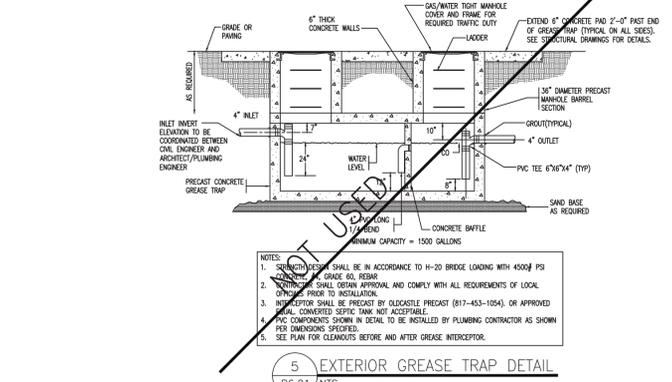 GAS/WATER TIGHT MANHOLE
COVER AND FRAME FOR
REQUIRED TRAFFIC DUTY
GRADE OR
PAVING
6" THICK
CONCRETE WALLS
LADDER
EXTEND 6" CONCRETE PAD 2'-0" PAST END
OF GREASE TRAP (TYPICAL ON ALL SIDES).
SEE STRUCTURAL DRAWINGS FOR DETAILS.
AS REQUIRED
36" DIAMETER PRECAST
MANHOLE BARREL
SECTION
4" INLET
7"
10"
GROUT(TYPICAL)
INLET INVERT
ELEVATION TO BE
COORDINATED BETWEEN
CIVIL ENGINEER AND
ARCHITECT/PLUMBING
ENGINEER
4" OUTLET
CO
24"
WATER
LEVEL
PVC TEE 6"X6"X4" (TYP)
8"
PRECAST CONCRETE
GREASE TRAP
SAND BASE
AS REQUIRED
NOT USED
4" PVC LONG
1/4 BEND
CONCRETE BAFFLE
MINIMUM CAPACITY = 1500 GALLONS
NOTES:
1. STRENGTH DESIGN SHALL BE IN ACCORDANCE TO H-20 BRIDGE LOADING WITH 4500# PSI
CONCRETE, #4, GRADE 60, REBAR
2. CONTRACTOR SHALL OBTAIN APPROVAL AND COMPLY WITH ALL REQUIREMENTS OF LOCAL
OFFICIALS PRIOR TO INSTALLATION.
3. INTERCEPTOR SHALL BE PRECAST BY OLDCASTLE PRECAST (817-453-1054). OR APPROVED
EQUAL. CONVERTED SEPTIC TANK NOT ACCEPTABLE.
4. PVC COMPONENTS SHOWN IN DETAIL TO BE INSTALLED BY PLUMBING CONTRACTOR AS SHOWN
PER DIMENSIONS SPECIFIED.
5. SEE PLAN FOR CLEANOUTS BEFORE AND AFTER GREASE INTERCEPTOR.
5 EXTERIOR GREASE TRAP DETAIL
NTS